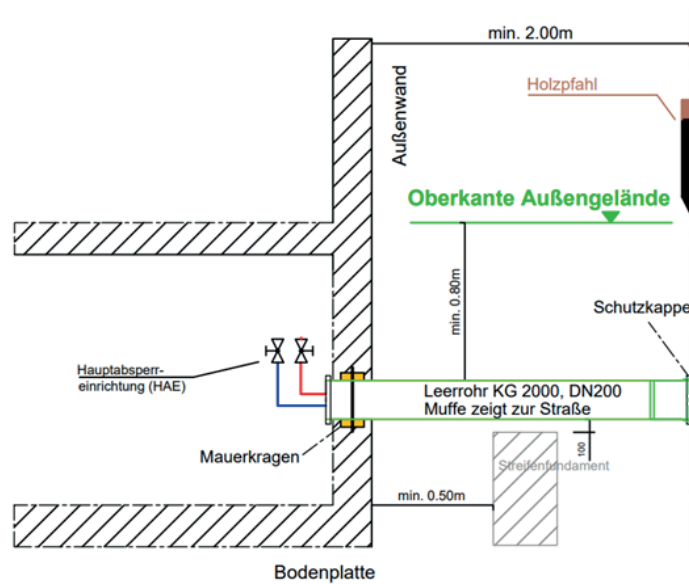 min. 2.00m
Holzpfahl
Außenwand
Oberkante Außengelände
min. 0.80m
Schutzkappe
Hauptabsperr-
einrichtung (HAE)
Leerrohr KG 2000, DN200
Muffe zeigt zur Straße
Mauerkragen
100
Streifenfundament
min. 0.50m
Bodenplatte